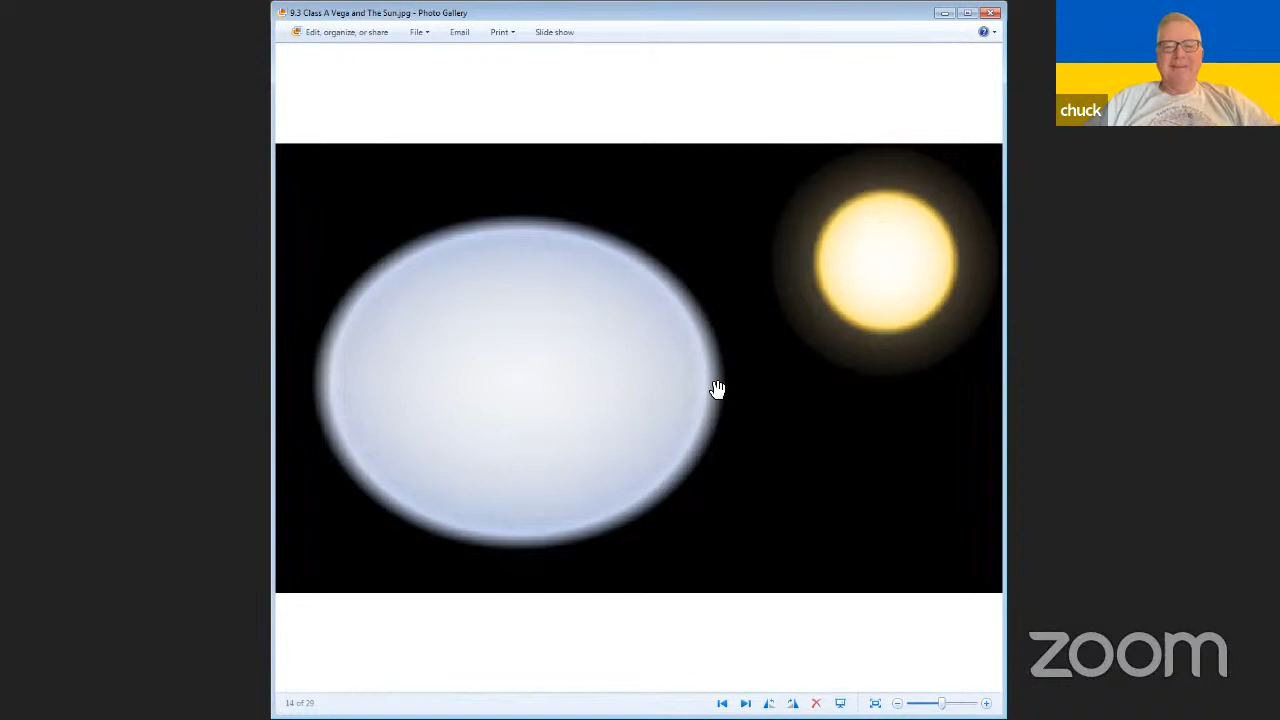 9.3 Class A Vega and The Sun.jpg - Photo Gallery
Edit, organize, or share File Email Print Slide show
chuck
zoom
14 of 29